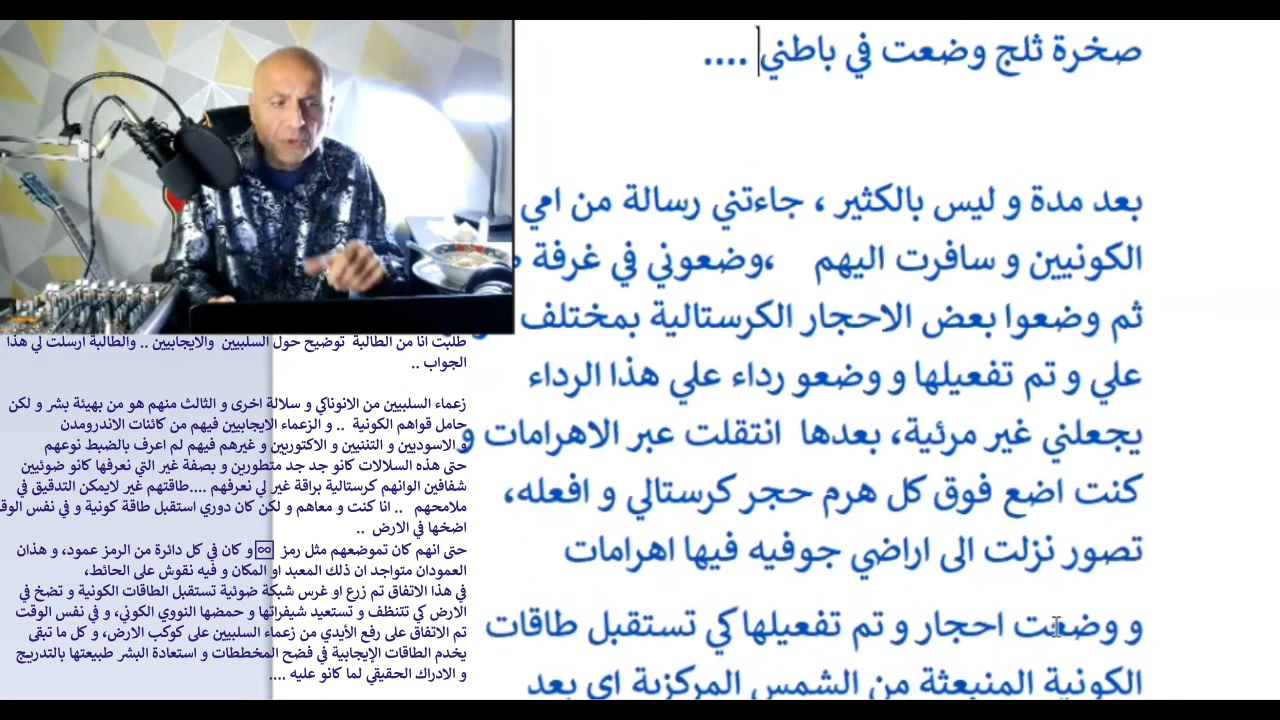 صخرة ثلج وضعت في باطني ....
بعد مدة و ليس بالكثير ، جاءتني رسالة من امي
الكونيين و سافرت اليهم ،وضعوني في غرفة
ثم وضعوا بعض الاحجار الكرستالية بمختلف
علي و تم تفعيلها و وضعو رداء علي هذا الرداء
يجعلني غير مرئية، بعدها انتقلت عبر الاهرامات و
كنت اضع فوق كل هرم حجر كرستالي و افعله،
تصور نزلت الى اراضي جوفيه فيها اهرامات
و وضعت احجار و تم تفعيلها كي تستقبل طاقات
الكونية المنبعثة من الشمس المركزية اي بعد
طلبت انا من الطالبة توضيح حول السلبيين والايجابيين .. والطالبة ارسلت لي هذا
الجواب ..
زعماء السلبيين من الانوناكي و سلالة اخرى و الثالث منهم هو من بهيئة بشر و لكن
حامل قواهم الكونية .. و الزعماء الايجابيين فيهم من كائنات الاندرومدن
و الاسوديين و التننيين و الاكتوريين و غيرهم فيهم لم اعرف بالضبط نوعهم
حتى هذه السلالات كانو جد جد متطورين و بصفة غير التي نعرفها كانو ضوئيين
شفافين الوانهم كرستالية براقة غير لي نعرفهم ....طاقتهم غير لايمكن التدقيق في
ملامحهم .. انا كنت و معاهم و لكن كان دوري استقبل طاقة كونية و في نفس الوقت
اضخها في الارض ..
حتى انهم كان تموضعهم مثل رمز ♾ و كان في كل دائرة من الرمز عمود، و هذان
العمودان متواجد ان ذلك المعبد او المكان و فيه نقوش على الحائط،
في هذا الاتفاق تم زرع او غرس شبكة ضوئية تستقبل الطاقات الكونية و تضخ في
الارض كي تتنظف و تستعيد شيفراتها و حمضها النووي الكوني، و في نفس الوقت
تم الاتفاق على رفع الأيدي من زعماء السلبيين على كوكب الارض، و كل ما تبقى
يخدم الطاقات الإيجابية في فضح المخططات و استعادة البشر طبيعتها بالتدريج
و الادراك الحقيقي لما كانو عليه ....